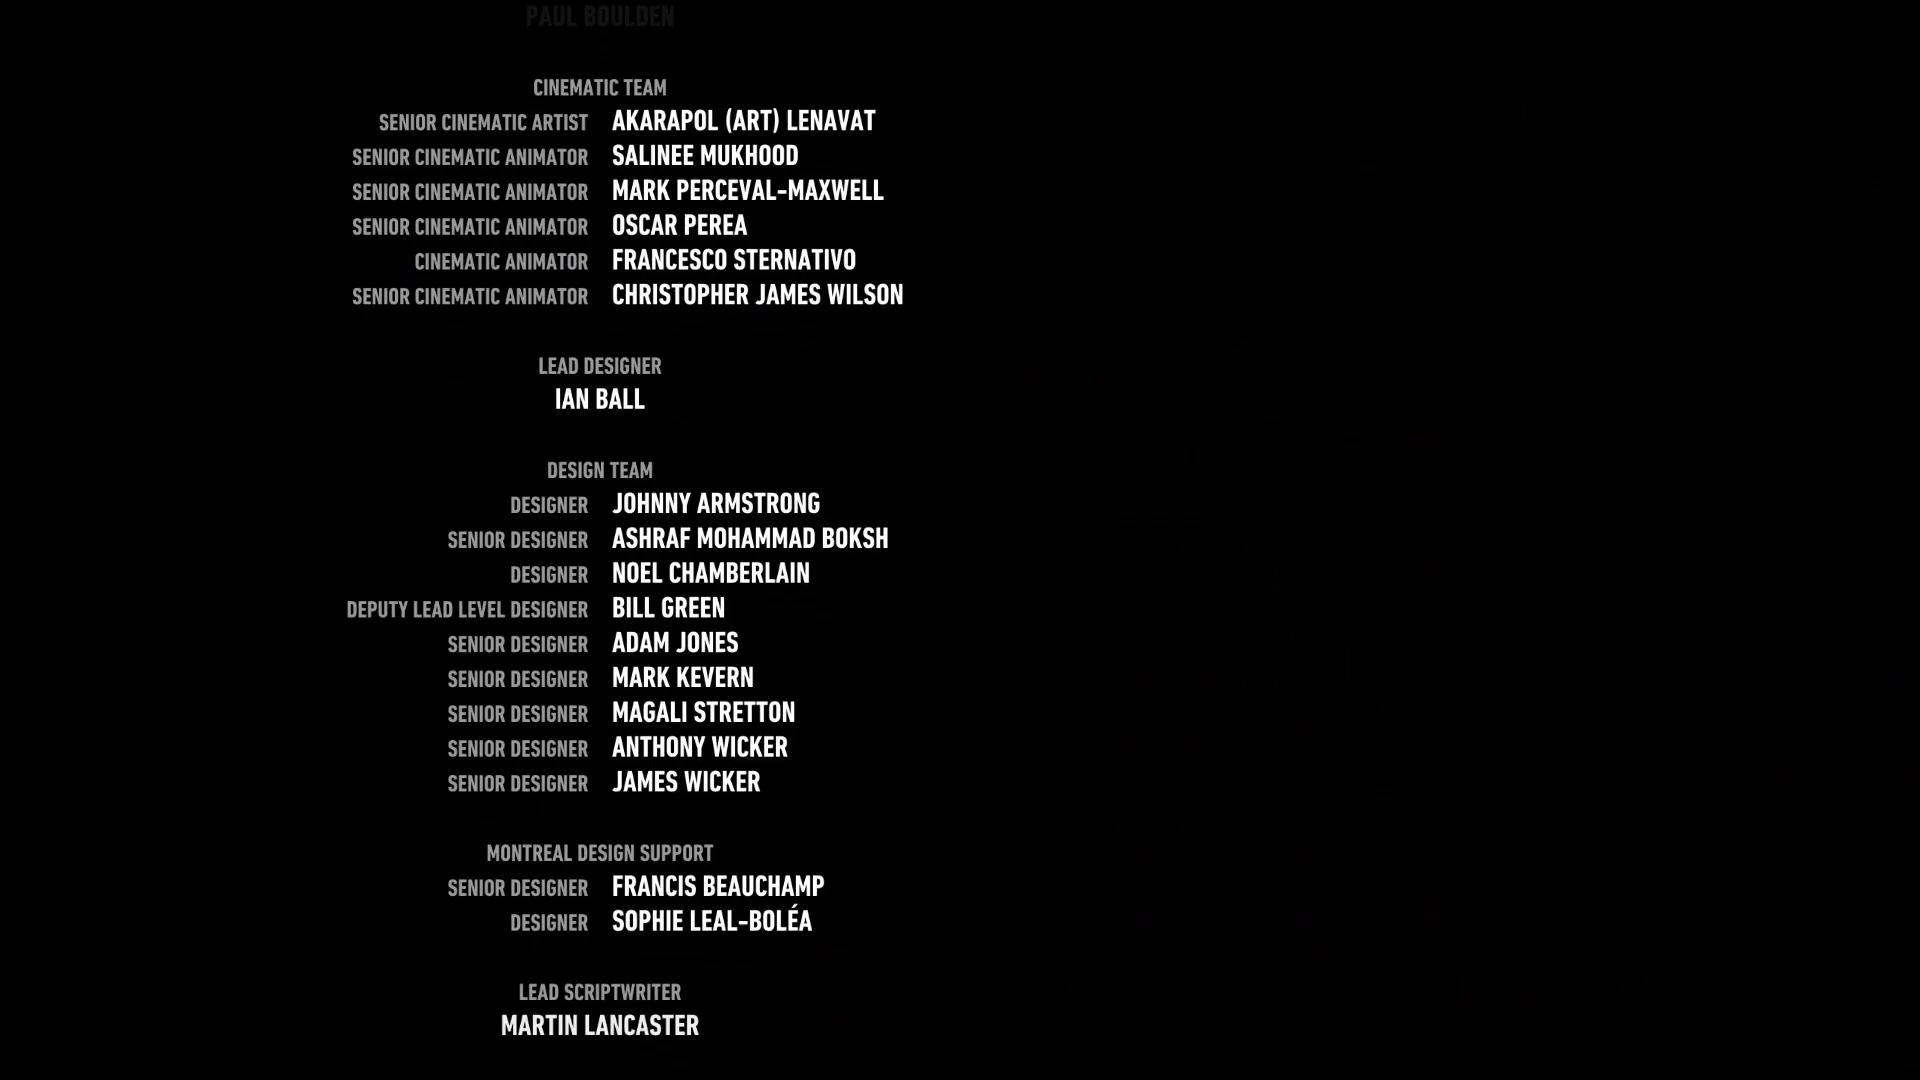 PAUL BOULDEN
CINEMATIC TEAM
SENIOR CINEMATIC ARTIST AKARAPOL (ART) LENAVAT
SENIOR CINEMATIC ANIMATOR SALINEE MUKHOOD
SENIOR CINEMATIC ANIMATOR MARK PERCEVAL-MAXWELL
SENIOR CINEMATIC ANIMATOR OSCAR PEREA
CINEMATIC ANIMATOR FRANCESCO STERNATIVO
SENIOR CINEMATIC ANIMATOR CHRISTOPHER JAMES WILSON
LEAD DESIGNER
IAN BALL
DESIGN TEAM
DESIGNER JOHNNY ARMSTRONG
SENIOR DESIGNER ASHRAF MOHAMMAD BOKSH
DESIGNER NOEL CHAMBERLAIN
DEPUTY LEAD LEVEL DESIGNER BILL GREEN
SENIOR DESIGNER ADAM JONES
SENIOR DESIGNER MARK KEVERN
SENIOR DESIGNER MAGALI STRETTON
SENIOR DESIGNER ANTHONY WICKER
SENIOR DESIGNER JAMES WICKER
MONTREAL DESIGN SUPPORT
SENIOR DESIGNER FRANCIS BEAUCHAMP
DESIGNER SOPHIE LEAL-BOLÉA
LEAD SCRIPTWRITER
MARTIN LANCASTER